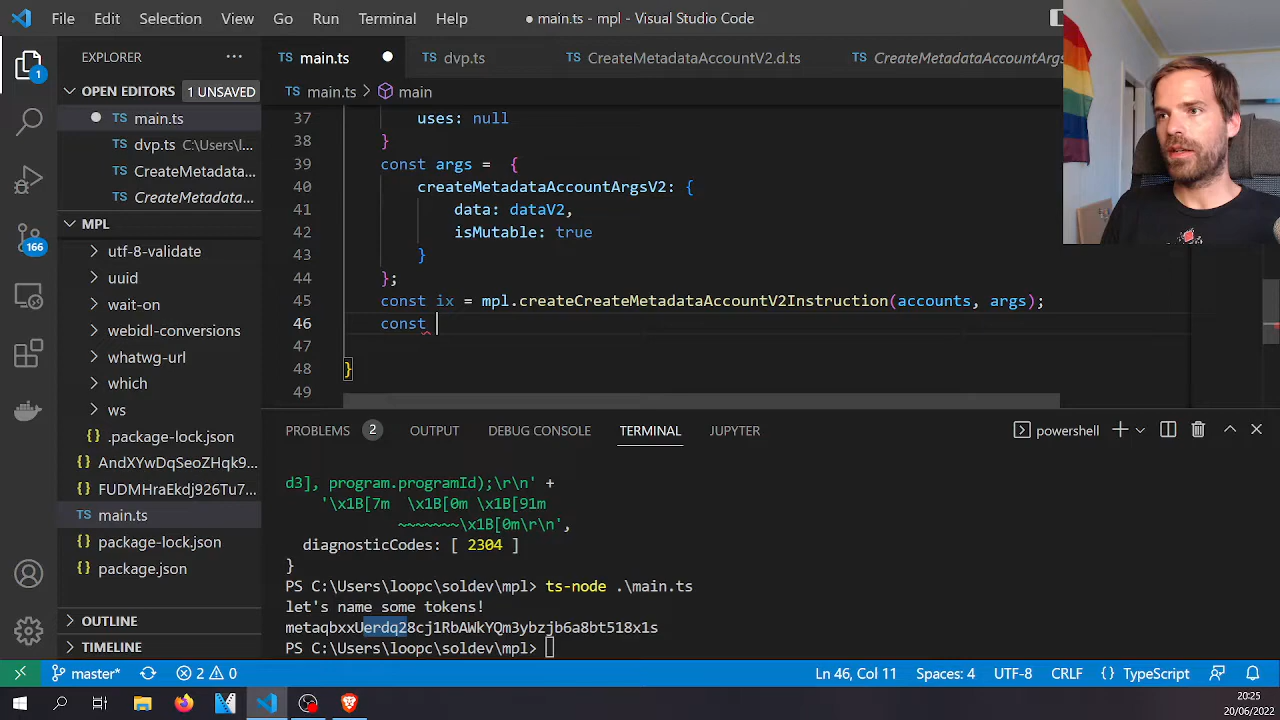 File Edit Selection View Go Run Terminal Help
● main.ts - mpl - Visual Studio Code
EXPLORER
TS main.ts
TS dvp.ts
TS CreateMetadataAccountV2.d.ts
TS CreateMetadataAccountArgs
OPEN EDITORS 1 UNSAVED
TS main.ts > main
TS main.ts
TS dvp.ts C:\Users\l...
TS CreateMetadata...
TS CreateMetadata...
MPL
utf-8-validate
uuid
wait-on
webidl-conversions
whatwg-url
which
ws
{} .package-lock.json
{} AndXYwDqSeoZHqk9...
{} FUDMHraEkdj926Tu7...
TS main.ts
{} package-lock.json
{} package.json
OUTLINE
TIMELINE
1
166
37 uses: null
38 }
39 const args = {
40 createMetadataAccountArgsV2: {
41 data: dataV2,
42 isMutable: true
43 }
44 };
45 const ix = mpl.createCreateMetadataAccountV2Instruction(accounts, args);
46 const
47
48 }
49
PROBLEMS 2 OUTPUT DEBUG CONSOLE TERMINAL JUPYTER powershell
d3], program.programId);\r\n' +
'\x1B[7m \x1B[0m \x1B[91m
~~~~~~~\x1B[0m\r\n',
diagnosticCodes: [ 2304 ]
}
PS C:\Users\loopc\soldev\mpl> ts-node .\main.ts
let's name some tokens!
metaqbxxUerdq28cj1RbAWkYQm3ybzjb6a8bt518x1s
PS C:\Users\loopc\soldev\mpl>
master* 2 0 Ln 46, Col 11 Spaces: 4 UTF-8 CRLF {} TypeScript
20:25
20/06/2022